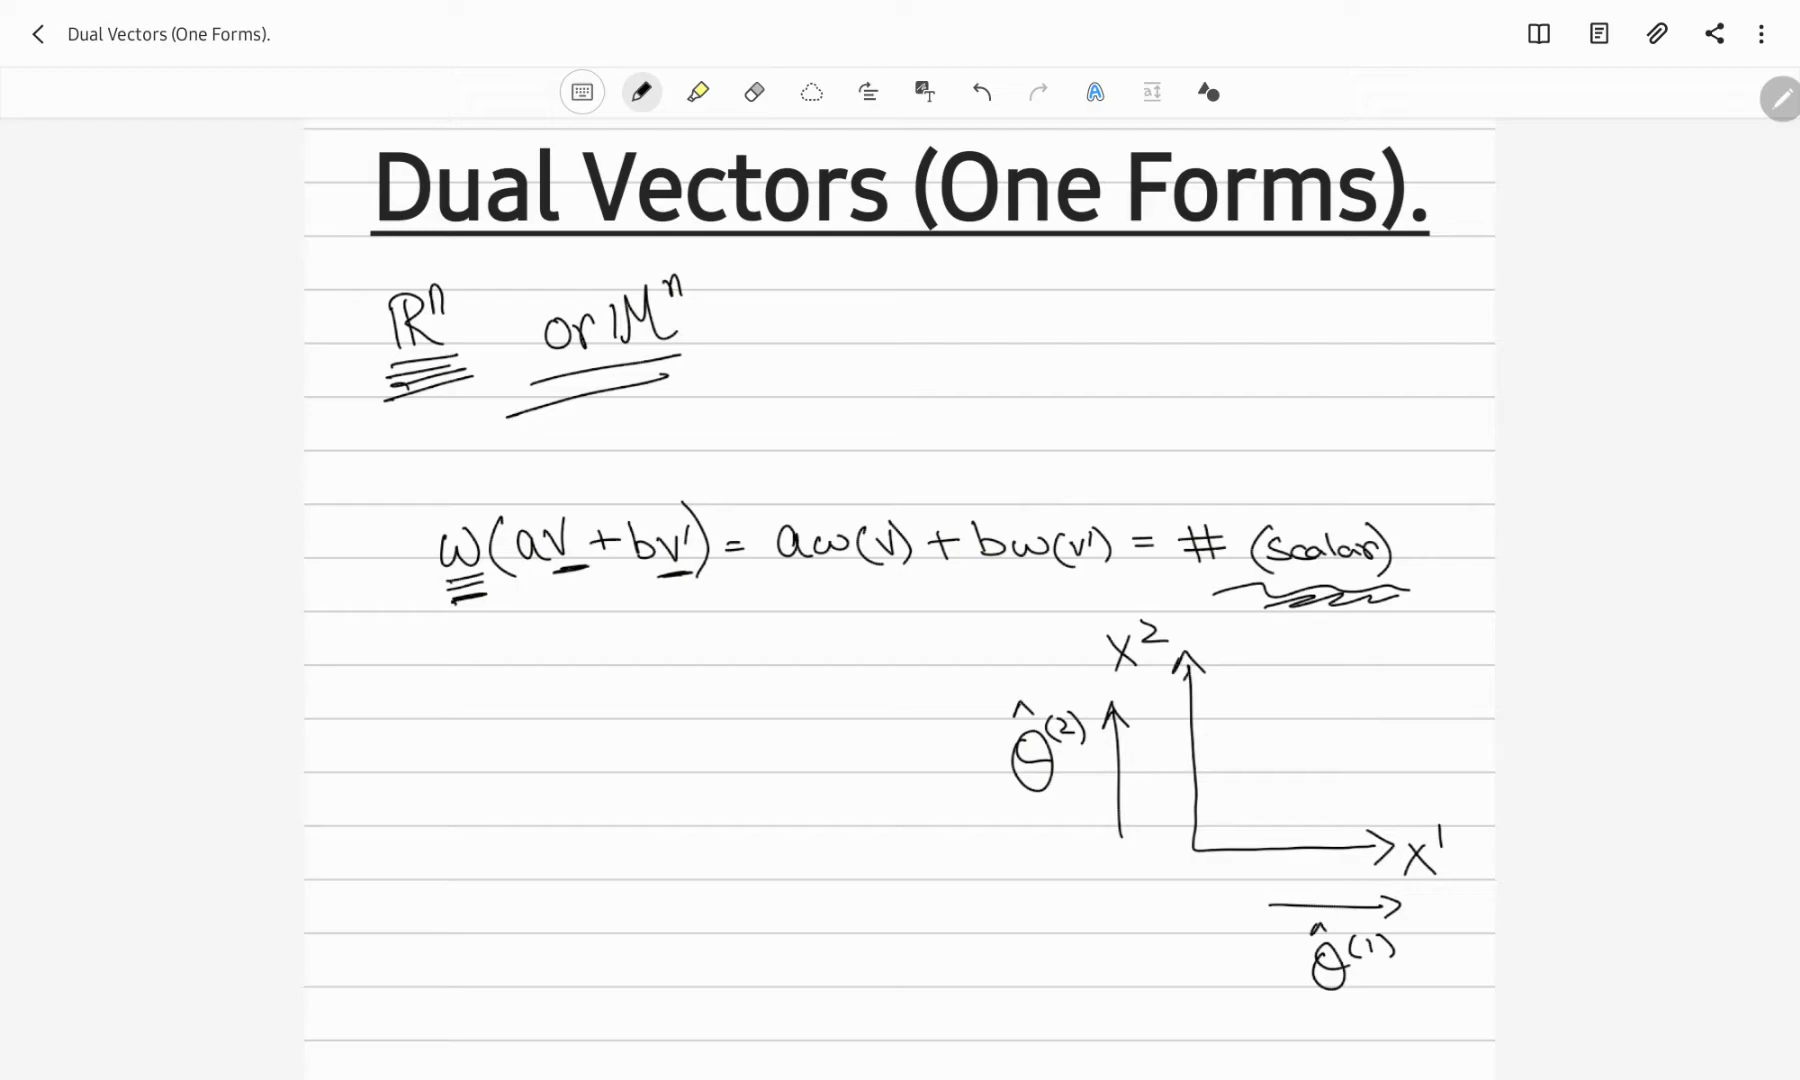 Dual Vectors (One Forms).
Dual Vectors (One Forms).
ℝⁿ or 𝕄ⁿ
ω(av + bv') = aω(v) + bω(v') = # (scalar)
x²
θ̂⁽²⁾
x¹
θ̂⁽¹⁾